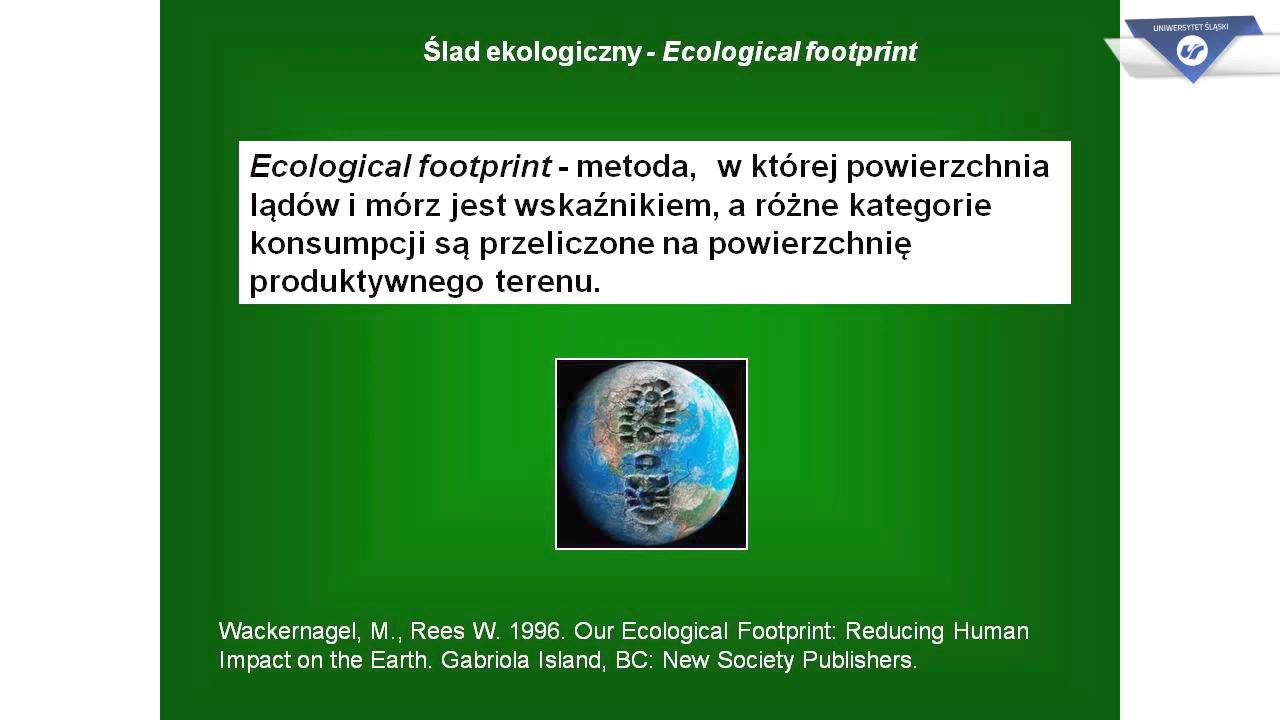 UNIWERSYTET ŚLĄSKI
Ślad ekologiczny - Ecological footprint
Ecological footprint - metoda, w której powierzchnia
lądów i mórz jest wskaźnikiem, a różne kategorie
konsumpcji są przeliczone na powierzchnię
produktywnego terenu.
Wackernagel, M., Rees W. 1996. Our Ecological Footprint: Reducing Human
Impact on the Earth. Gabriola Island, BC: New Society Publishers.